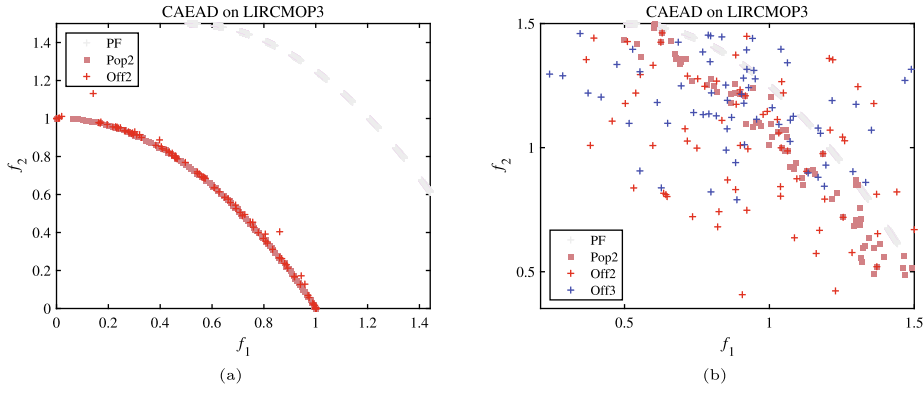 CAEAD on LIRCMOP3
1.4
1.2
1
0.8
0.6
0.4
0.2
0
0 0.2 0.4 0.6 0.8 1 1.2 1.4
f2
f1
PF
Pop2
Off2
(a)
CAEAD on LIRCMOP3
1.5
1
0.5
0.5 1 1.5
f2
f1
PF
Pop2
Off2
Off3
(b)